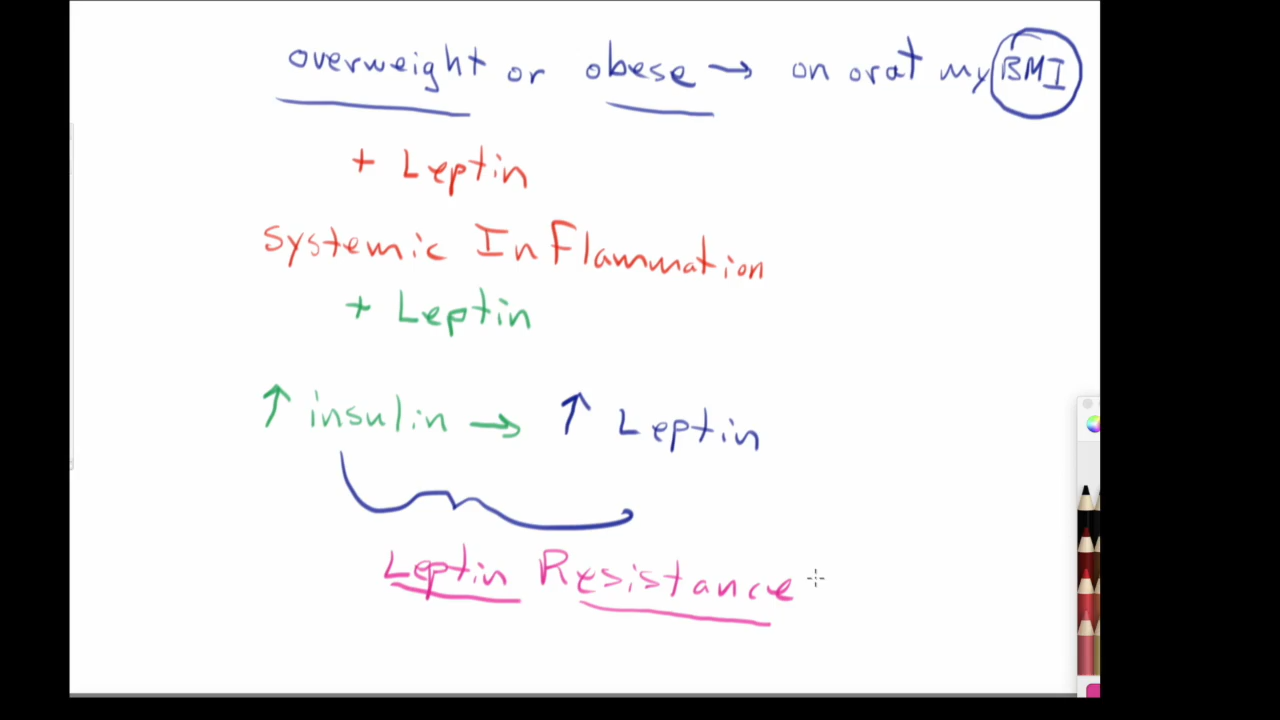 overweight or obese → on or at my BMI
+ Leptin
Systemic InFlammation
+ Leptin
↑ insulin → ↑ Leptin
Leptin Resistance